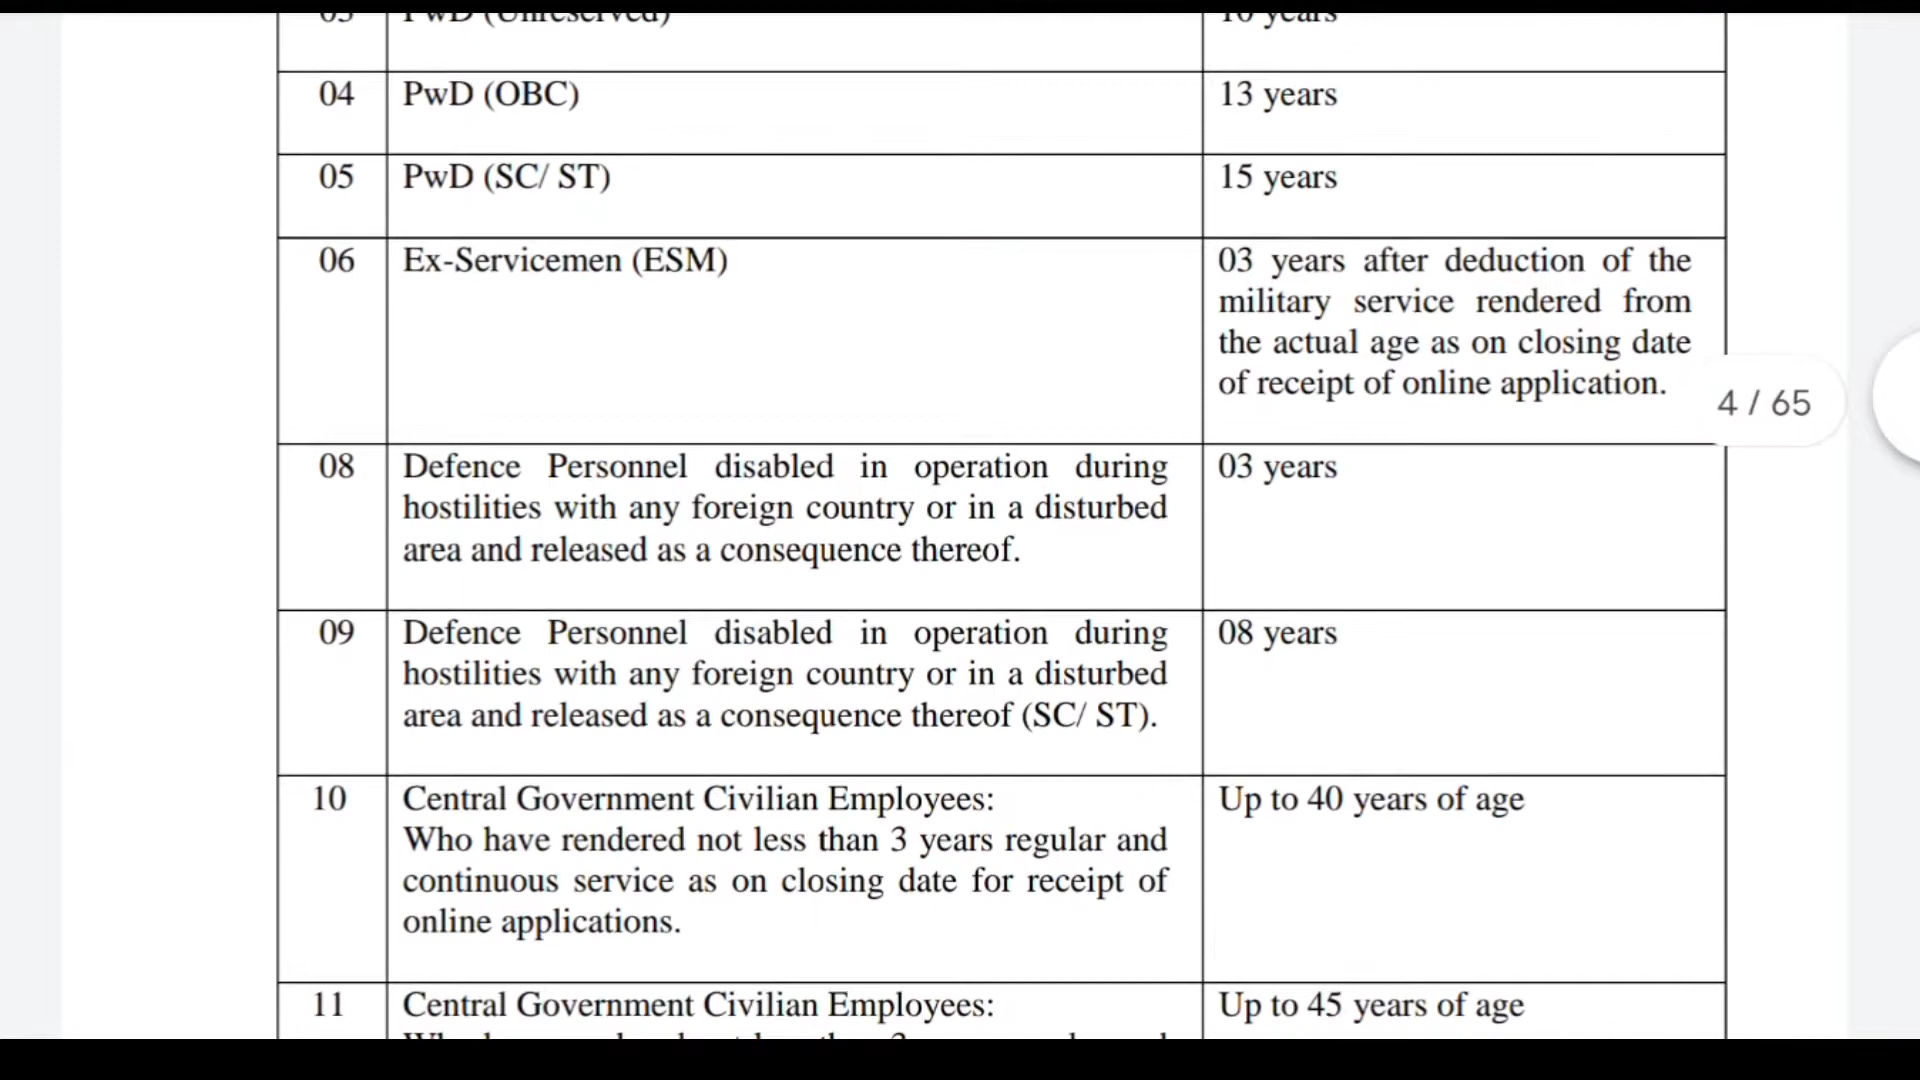 03 PwD (Unreserved) 10 years
04 PwD (OBC) 13 years
05 PwD (SC/ ST) 15 years
06 Ex-Servicemen (ESM) 03 years after deduction of the
military service rendered from
the actual age as on closing date
of receipt of online application.
4 / 65
08 Defence Personnel disabled in operation during 03 years
hostilities with any foreign country or in a disturbed
area and released as a consequence thereof.
09 Defence Personnel disabled in operation during 08 years
hostilities with any foreign country or in a disturbed
area and released as a consequence thereof (SC/ ST).
10 Central Government Civilian Employees: Up to 40 years of age
Who have rendered not less than 3 years regular and
continuous service as on closing date for receipt of
online applications.
11 Central Government Civilian Employees: Up to 45 years of age